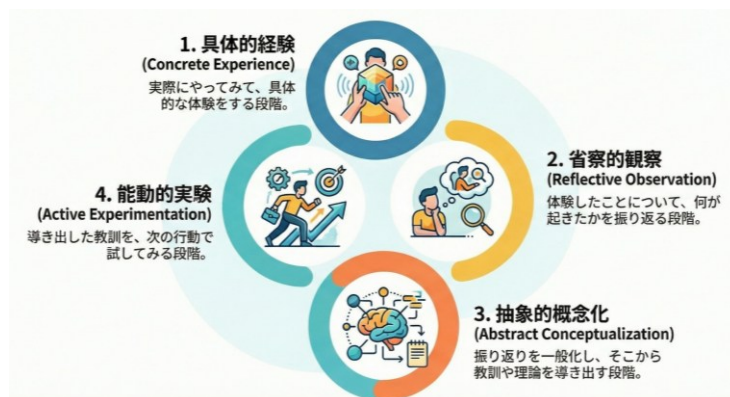 1. 具体的経験
(Concrete Experience)
実際にやってみて、具体
的な体験をする段階。
2. 省察的観察
(Reflective Observation)
体験したことについて、何が
起きたかを振り返る段階。
3. 抽象的概念化
(Abstract Conceptualization)
振り返りを一般化し、そこから
教訓や理論を導き出す段階。
4. 能動的実験
(Active Experimentation)
導き出した教訓を、次の行動で
試してみる段階。